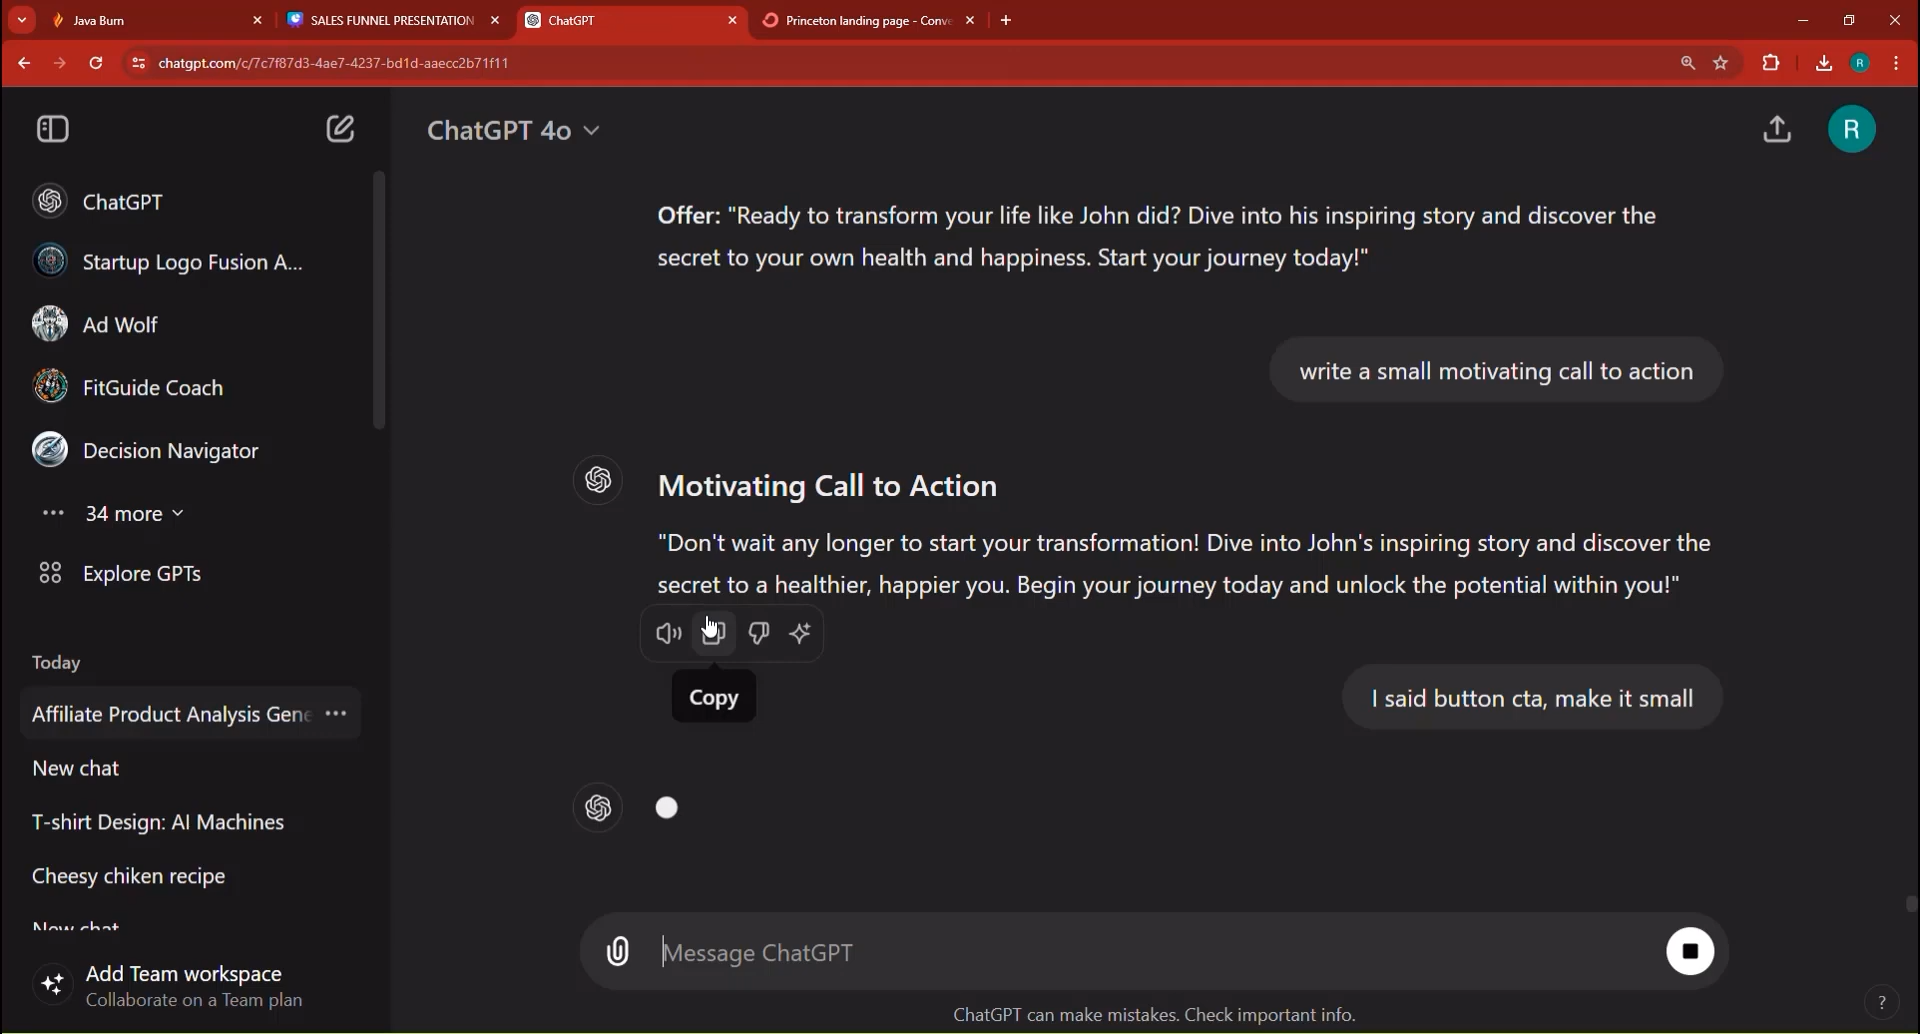 Java Burn
SALES FUNNEL PRESENTATION
ChatGPT
Princeton landing page - Conve
chatgpt.com/c/7c7f87d3-4ae7-4237-bd1d-aaecc2b71f11
R
ChatGPT 4o
R
ChatGPT
Startup Logo Fusion A...
Ad Wolf
FitGuide Coach
Decision Navigator
34 more
Explore GPTs
Today
Affiliate Product Analysis Gene
New chat
T-shirt Design: AI Machines
Cheesy chiken recipe
New chat
Add Team workspace
Collaborate on a Team plan
Offer: "Ready to transform your life like John did? Dive into his inspiring story and discover the
secret to your own health and happiness. Start your journey today!"
write a small motivating call to action
Motivating Call to Action
"Don't wait any longer to start your transformation! Dive into John's inspiring story and discover the
secret to a healthier, happier you. Begin your journey today and unlock the potential within you!"
Copy
I said button cta, make it small
Message ChatGPT
ChatGPT can make mistakes. Check important info.
?